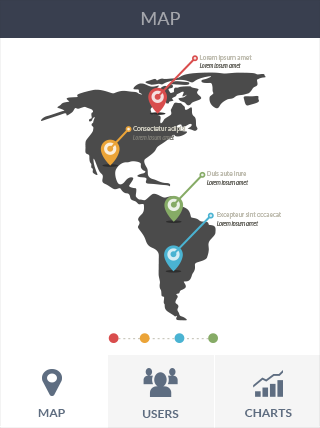 MAP
Lorem ipsum amet
Lorem ipsum amet
Consectetur adipis
Lorem ipsum amet
Duis aute irure
Lorem ipsum amet
Excepteur sint occaecat
Lorem ipsum amet
MAP
USERS
CHARTS